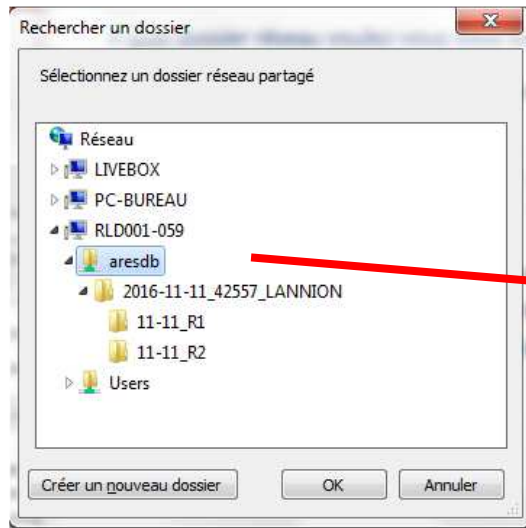 Rechercher un dossier
Sélectionnez un dossier réseau partagé
Réseau
LIVEBOX
PC-BUREAU
RLD001-059
aresdb
2016-11-11_42557_LANNION
11-11_R1
11-11_R2
Users
Créer un nouveau dossier OK Annuler